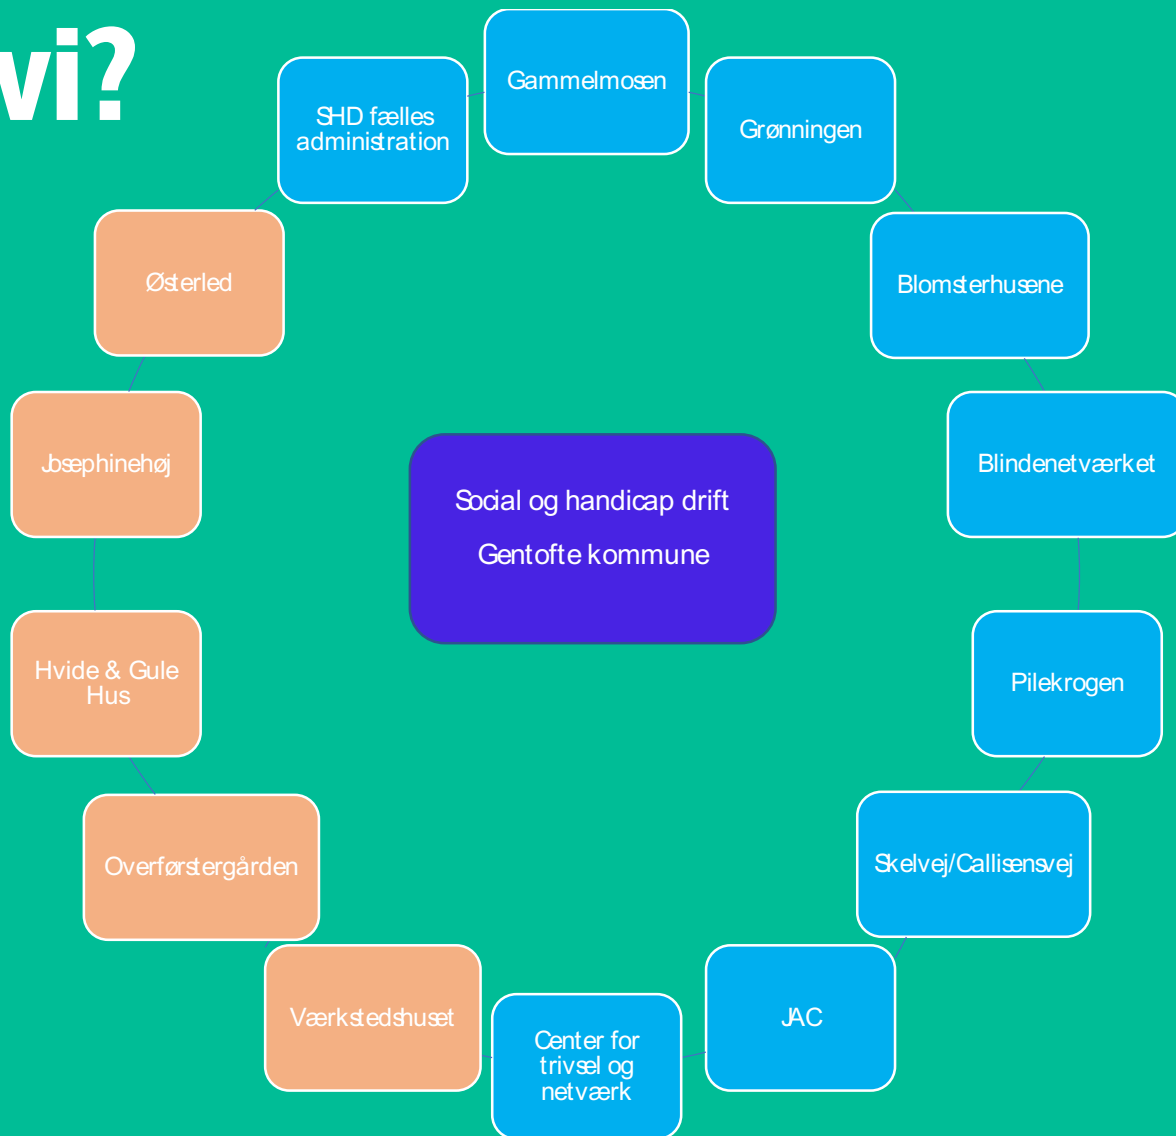 vi?
Gammelmosen
SHD fælles
administration
Grønningen
Østerled
Blomsterhusene
Josephinehøj
Blindenetværket
Social og handicap drift
Gentofte kommune
Hvide & Gule
Hus
Pilekrogen
Overførstergården
Skelvej/Callisensvej
Værkstedshuset
JAC
Center for
trivsel og
netværk